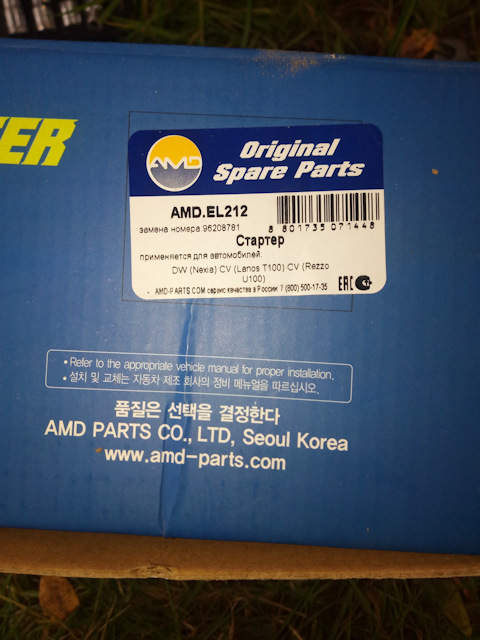 TER
AMD
Original
Spare Parts
AMD.EL212
замена номера 96208781
8 801735 071448
Стартер
применяется для автомобилей:
DW (Nexia) CV (Lanos T100) CV (Rezzo
U100)
AMD-PARTS.COM сервис качества в России: 7 (800) 500-17-35
EAC
• Refer to the appropriate vehicle manual for proper installation.
• 설치 및 교체는 자동차 제조 회사의 정비 메뉴얼을 따르십시오.
품질은 선택을 결정한다
AMD PARTS CO., LTD, Seoul Korea
www.amd-parts.com